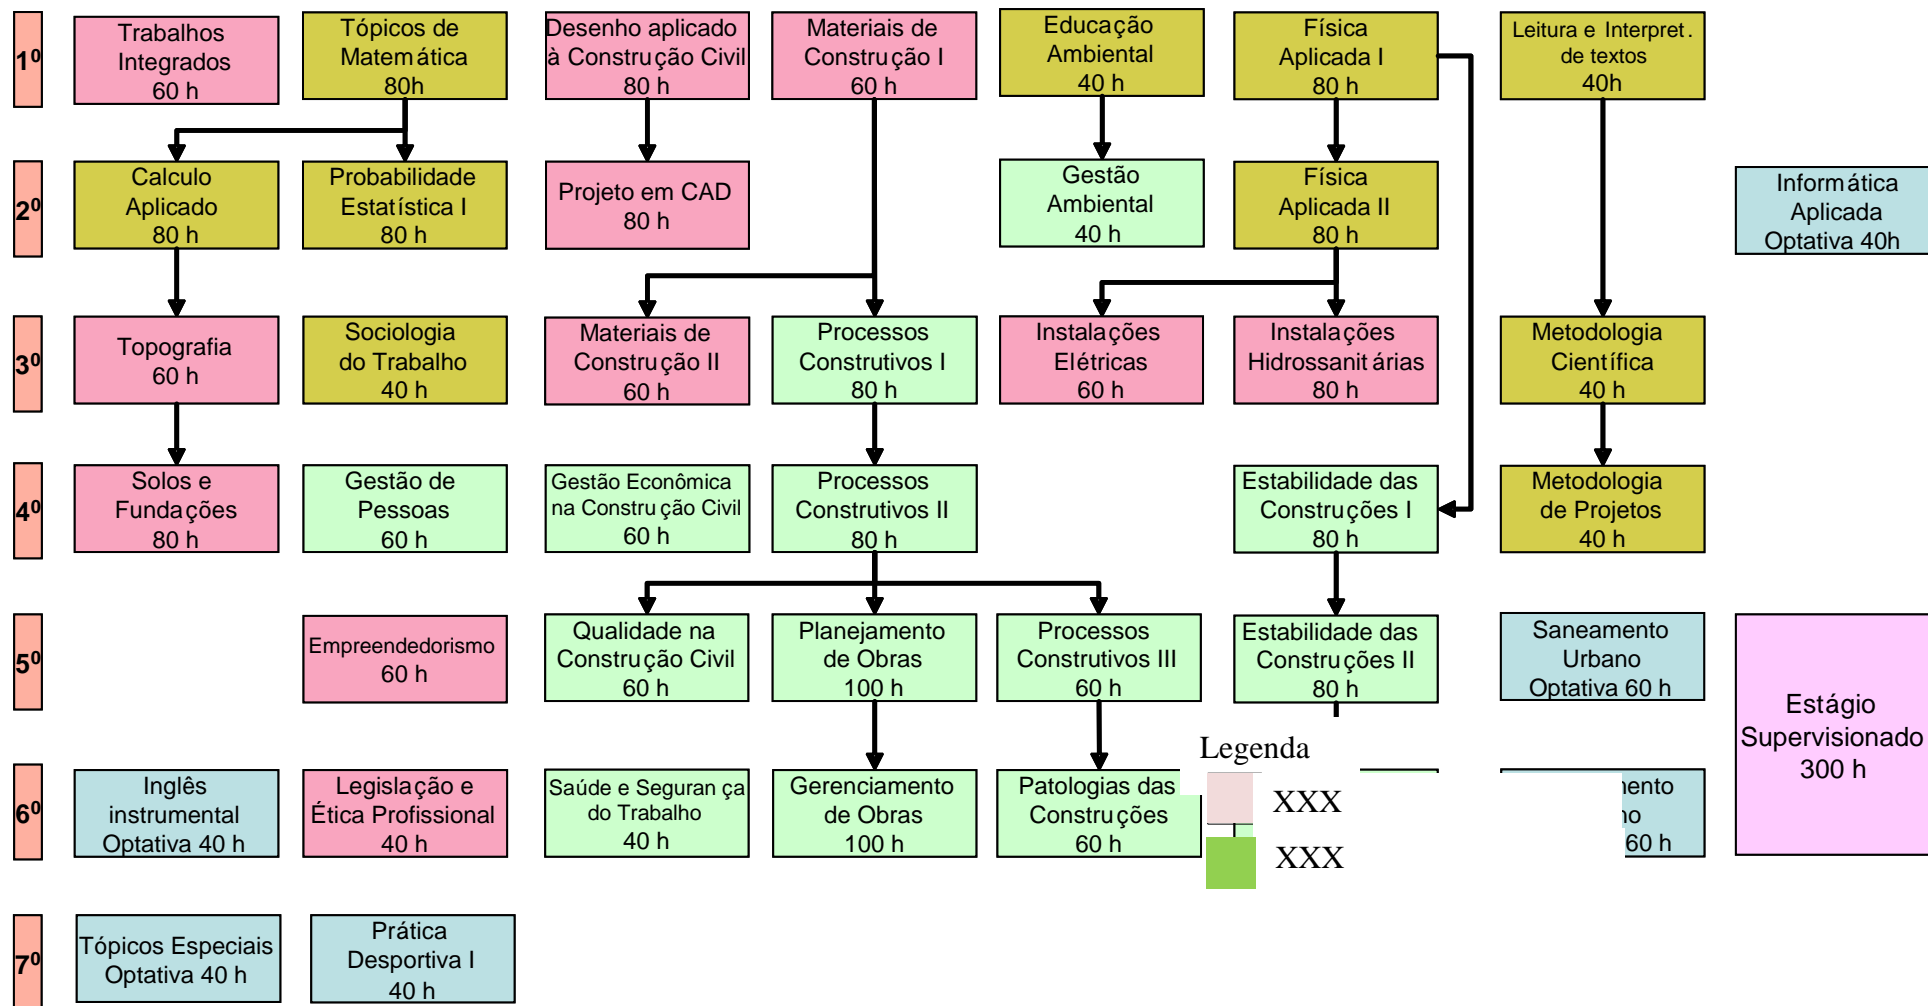 1º
Trabalhos
Integrados
60 h
Tópicos de
Matemática
80h
Desenho aplicado
à Construção Civil
80 h
Materiais de
Construção I
60 h
Educação
Ambiental
40 h
Física
Aplicada I
80 h
Leitura e Interpret.
de textos
40h
2º
Calculo
Aplicado
80 h
Probabilidade
Estatística I
80 h
Projeto em CAD
80 h
Gestão
Ambiental
40 h
Física
Aplicada II
80 h
Informática
Aplicada
Optativa 40h
3º
Topografia
60 h
Sociologia
do Trabalho
40 h
Materiais de
Construção II
60 h
Processos
Construtivos I
80 h
Instalações
Elétricas
60 h
Instalações
Hidrossanitárias
80 h
Metodologia
Científica
40 h
4º
Solos e
Fundações
80 h
Gestão de
Pessoas
60 h
Gestão Econômica
na Construção Civil
60 h
Processos
Construtivos II
80 h
Estabilidade das
Construções I
80 h
Metodologia
de Projetos
40 h
5º
Empreendedorismo
60 h
Qualidade na
Construção Civil
60 h
Planejamento
de Obras
100 h
Processos
Construtivos III
60 h
Estabilidade das
Construções II
80 h
Saneamento
Urbano
Optativa 60 h
Estágio
Supervisionado
300 h
6º
Inglês
instrumental
Optativa 40 h
Legislação e
Ética Profissional
40 h
Saúde e Segurança
do Trabalho
40 h
Gerenciamento
de Obras
100 h
Patologias das
Construções
60 h
Legenda
XXX
XXX
60 h
7º
Tópicos Especiais
Optativa 40 h
Prática
Desportiva I
40 h